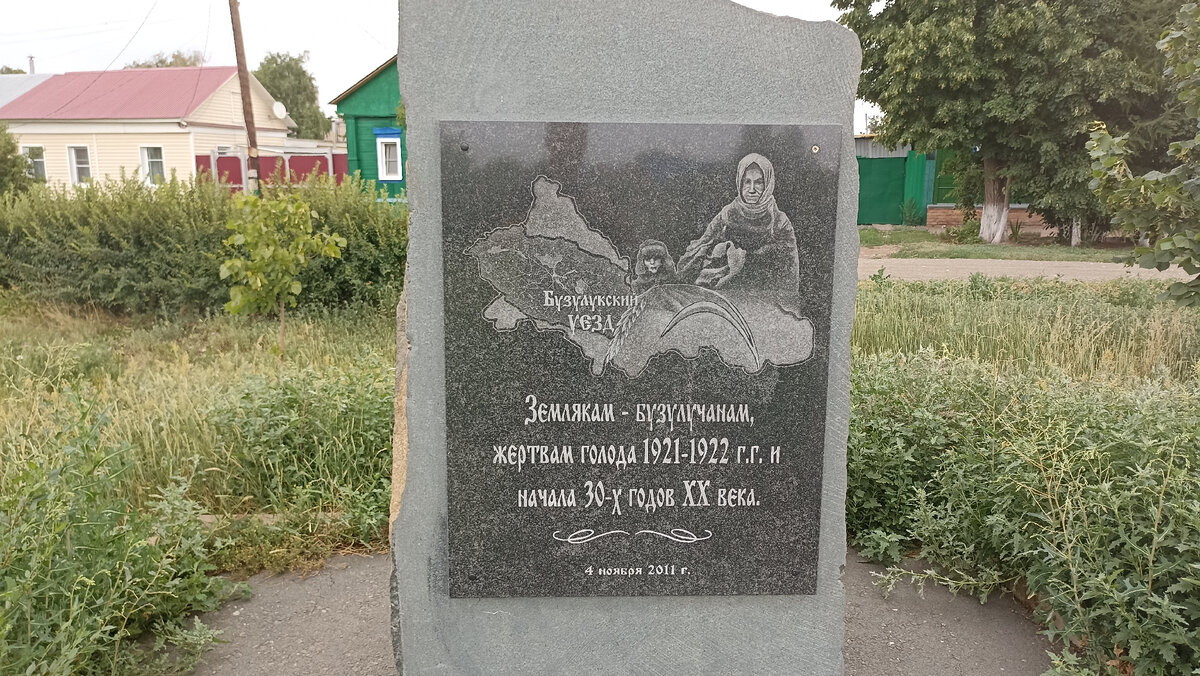 Бузулукский
уезд
Землякам - бузулучанам,
жертвам голода 1921-1922 г.г. и
начала 30-х годов XX века.
4 ноября 2011 г.